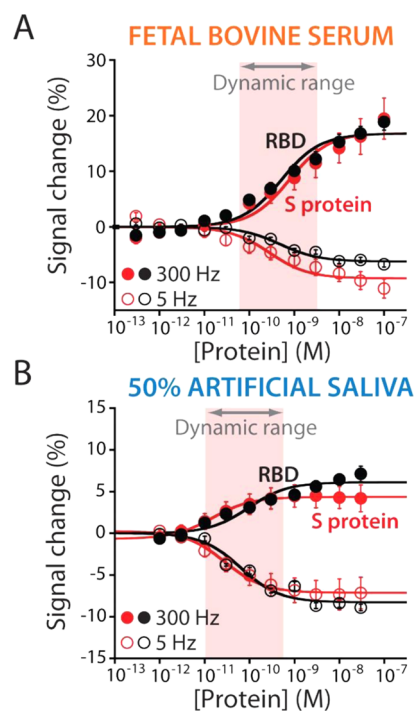 A
FETAL BOVINE SERUM
Dynamic range
RBD
S protein
300 Hz
5 Hz
Signal change (%)
30
20
10
0
-10
10⁻¹³ 10⁻¹² 10⁻¹¹ 10⁻¹⁰ 10⁻⁹ 10⁻⁸ 10⁻⁷
[Protein] (M)
B
50% ARTIFICIAL SALIVA
Dynamic range
RBD
S protein
300 Hz
5 Hz
Signal change (%)
15
10
5
0
-5
-10
-15
10⁻¹³ 10⁻¹² 10⁻¹¹ 10⁻¹⁰ 10⁻⁹ 10⁻⁸ 10⁻⁷
[Protein] (M)